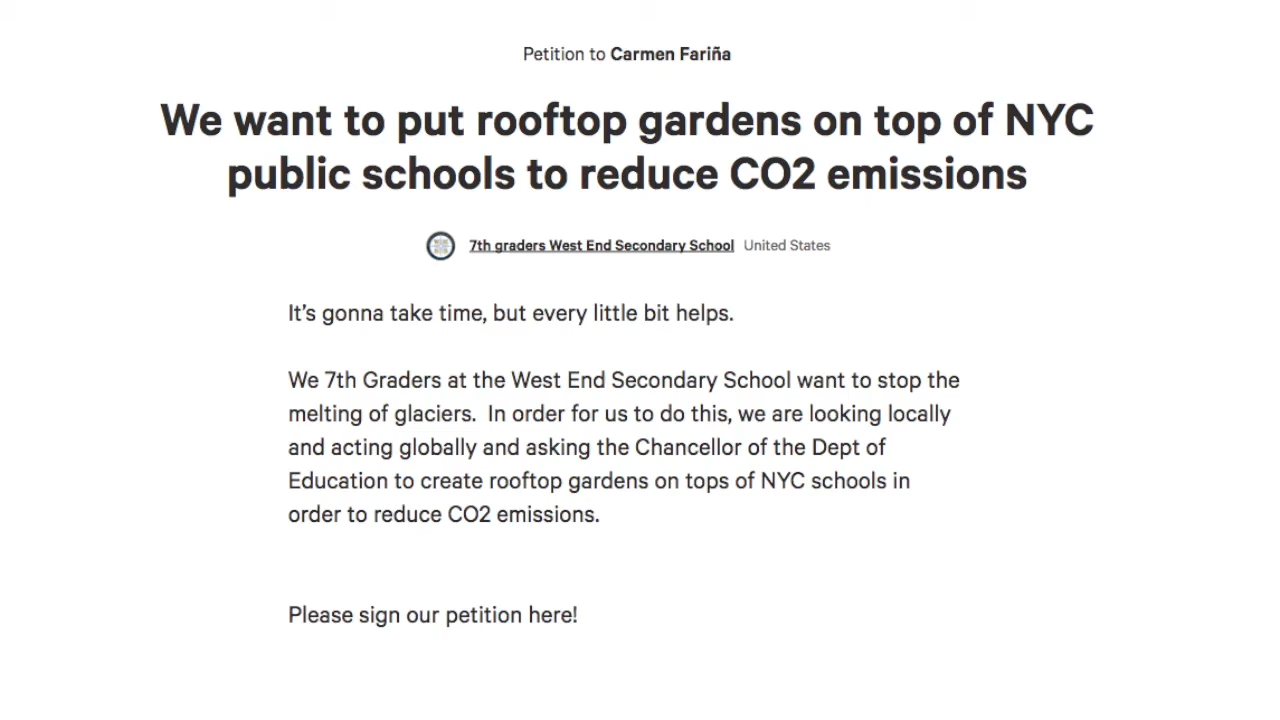 Petition to Carmen Fariña
We want to put rooftop gardens on top of NYC
public schools to reduce CO2 emissions
7th graders West End Secondary School United States
It's gonna take time, but every little bit helps.
We 7th Graders at the West End Secondary School want to stop the
melting of glaciers.  In order for us to do this, we are looking locally
and acting globally and asking the Chancellor of the Dept of
Education to create rooftop gardens on tops of NYC schools in
order to reduce CO2 emissions.
Please sign our petition here!